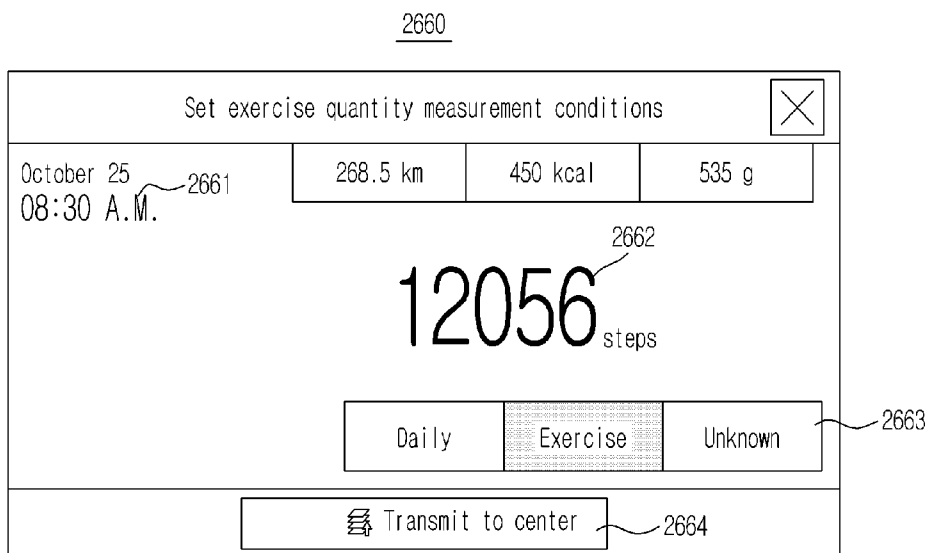 2660
Set exercise quantity measurement conditions
October 25
08:30 A.M.
2661
268.5 km
450 kcal
535 g
2662
12056 steps
Daily
Exercise
Unknown
2663
Transmit to center
2664